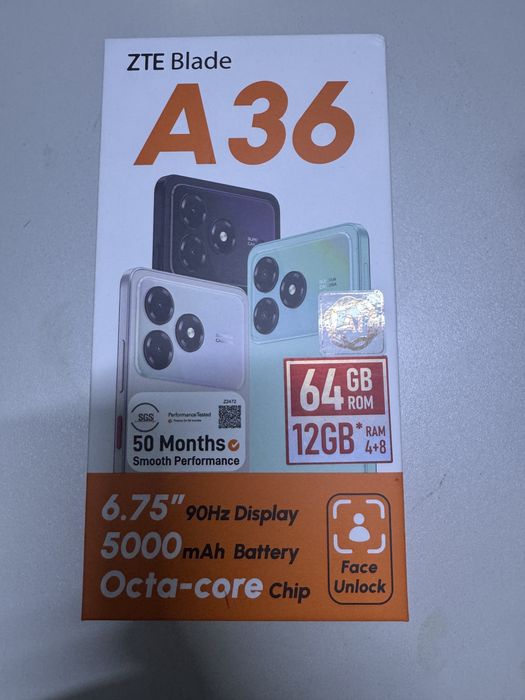 ZTE Blade
A36
64 GB ROM
12GB* RAM 4+8
SGS
Performance Tested
Z2472
50 Months
Smooth Performance
6.75" 90Hz Display
5000mAh Battery
Octa-core Chip
Face
Unlock